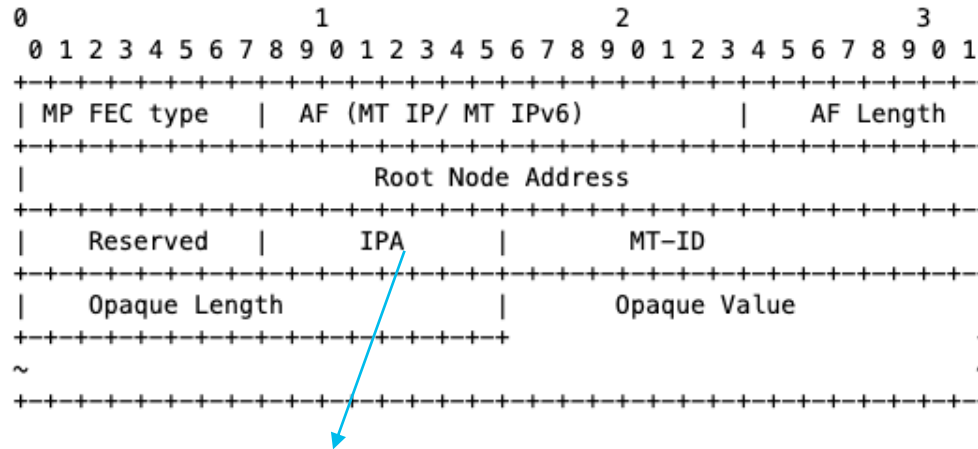 0                   1                   2                   3
 0 1 2 3 4 5 6 7 8 9 0 1 2 3 4 5 6 7 8 9 0 1 2 3 4 5 6 7 8 9 0 1
+-+-+-+-+-+-+-+-+-+-+-+-+-+-+-+-+-+-+-+-+-+-+-+-+-+-+-+-+-+-+-+-
| MP FEC type   |  AF (MT IP/ MT IPv6)          |    AF Length
+-+-+-+-+-+-+-+-+-+-+-+-+-+-+-+-+-+-+-+-+-+-+-+-+-+-+-+-+-+-+-+-
|                       Root Node Address
+-+-+-+-+-+-+-+-+-+-+-+-+-+-+-+-+-+-+-+-+-+-+-+-+-+-+-+-+-+-+-+-
|    Reserved   |      IPA      |        MT-ID
+-+-+-+-+-+-+-+-+-+-+-+-+-+-+-+-+-+-+-+-+-+-+-+-+-+-+-+-+-+-+-+-
|    Opaque Length              |       Opaque Value
+-+-+-+-+-+-+-+-+-+-+-+-+-+-+-+-+
~
+-+-+-+-+-+-+-+-+-+-+-+-+-+-+-+-+-+-+-+-+-+-+-+-+-+-+-+-+-+-+-+-